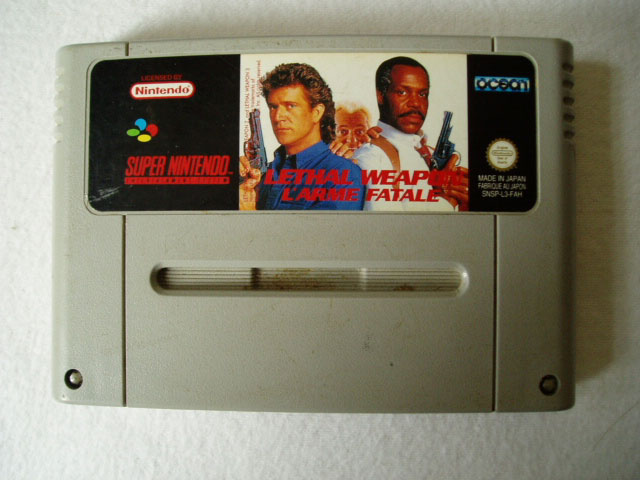 LICENSED BY
Nintendo
SUPER NINTENDO
ENTERTAINMENT SYSTEM
LETHAL WEAPON
L'ARME FATALE
ocean
MADE IN JAPAN
FABRIQUÉ AU JAPON
SNSP-L3-FAH